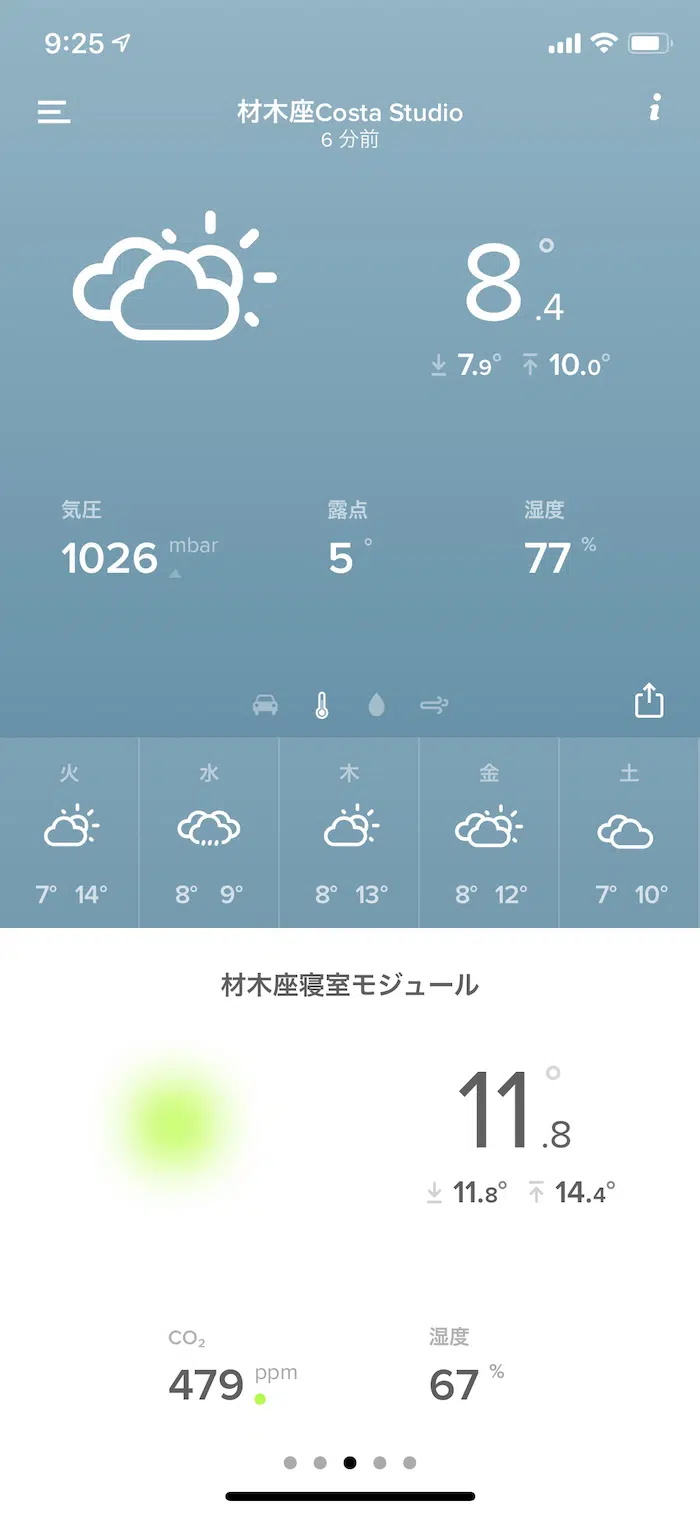 9:25
材木座Costa Studio
6 分前
8.4°
7.9° 10.0°
気圧 露点 湿度
1026 mbar 5° 77 %
火 水 木 金 土
7° 14° 8° 9° 8° 13° 8° 12° 7° 10°
材木座寝室モジュール
11.8°
11.8° 14.4°
CO₂ 湿度
479 ppm 67 %